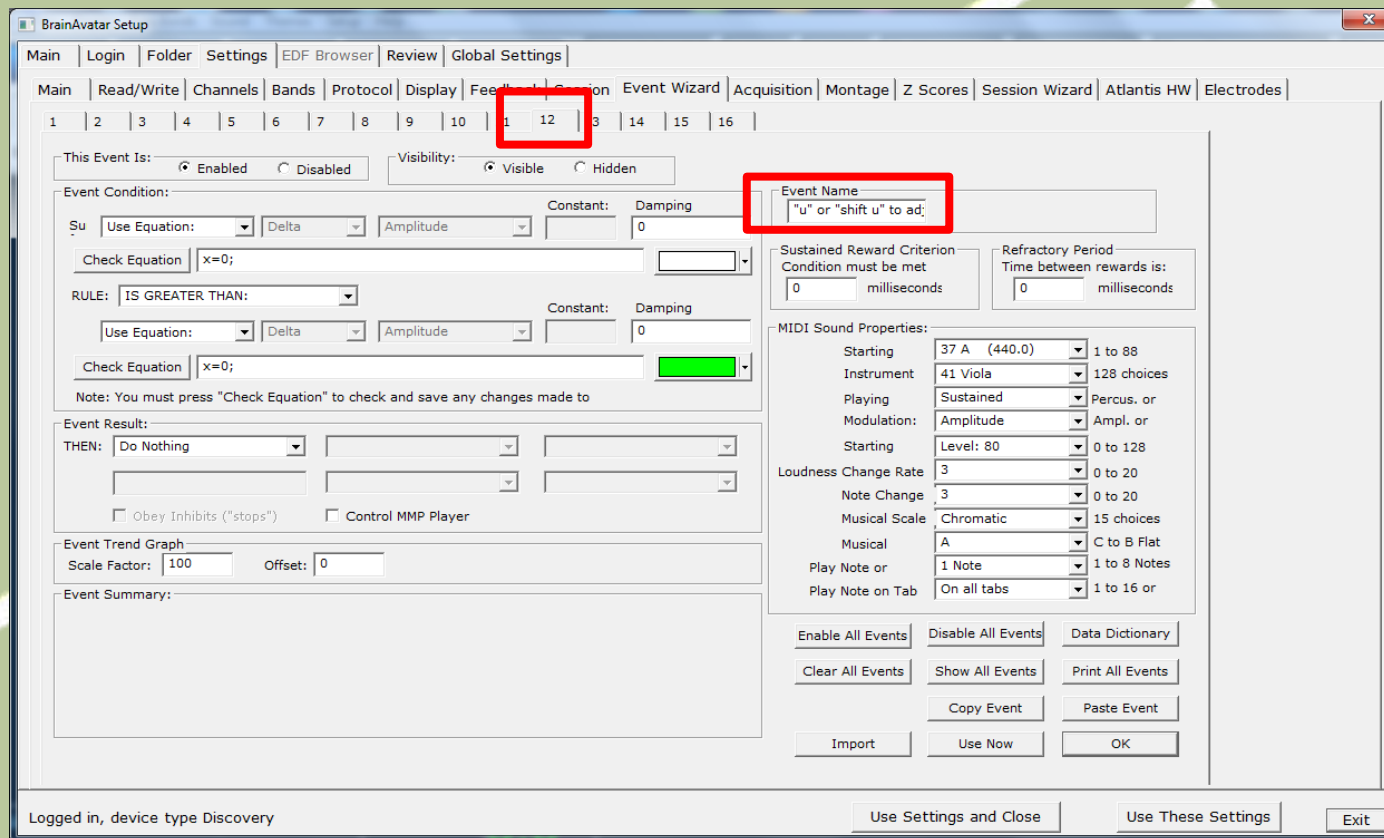 BrainAvatar Setup
Main Login Folder Settings EDF Browser Review Global Settings
Main Read/Write Channels Bands Protocol Display Feedback Session Event Wizard Acquisition Montage Z Scores Session Wizard Atlantis HW Electrodes
1 2 3 4 5 6 7 8 9 10 1 12 3 14 15 16
This Event Is: Enabled Disabled Visibility: Visible Hidden
Event Condition:
Constant: Damping
Su Use Equation: Delta Amplitude 0
Check Equation x=0;
RULE: IS GREATER THAN:
Constant: Damping
Use Equation: Delta Amplitude 0
Check Equation x=0;
Note: You must press "Check Equation" to check and save any changes made to
Event Result:
THEN: Do Nothing
Obey Inhibits ("stops") Control MMP Player
Event Trend Graph
Scale Factor: 100 Offset: 0
Event Summary:
Event Name
"u" or "shift u" to adj
Sustained Reward Criterion Refractory Period
Condition must be met Time between rewards is:
0 milliseconds 0 milliseconds
MIDI Sound Properties:
Starting 37 A (440.0) 1 to 88
Instrument 41 Viola 128 choices
Playing Sustained Percus. or
Modulation: Amplitude Ampl. or
Starting Level: 80 0 to 128
Loudness Change Rate 3 0 to 20
Note Change 3 0 to 20
Musical Scale Chromatic 15 choices
Musical A C to B Flat
Play Note or 1 Note 1 to 8 Notes
Play Note on Tab On all tabs 1 to 16 or
Enable All Events Disable All Events Data Dictionary
Clear All Events Show All Events Print All Events
Copy Event Paste Event
Import Use Now OK
Logged in, device type Discovery Use Settings and Close Use These Settings Exit